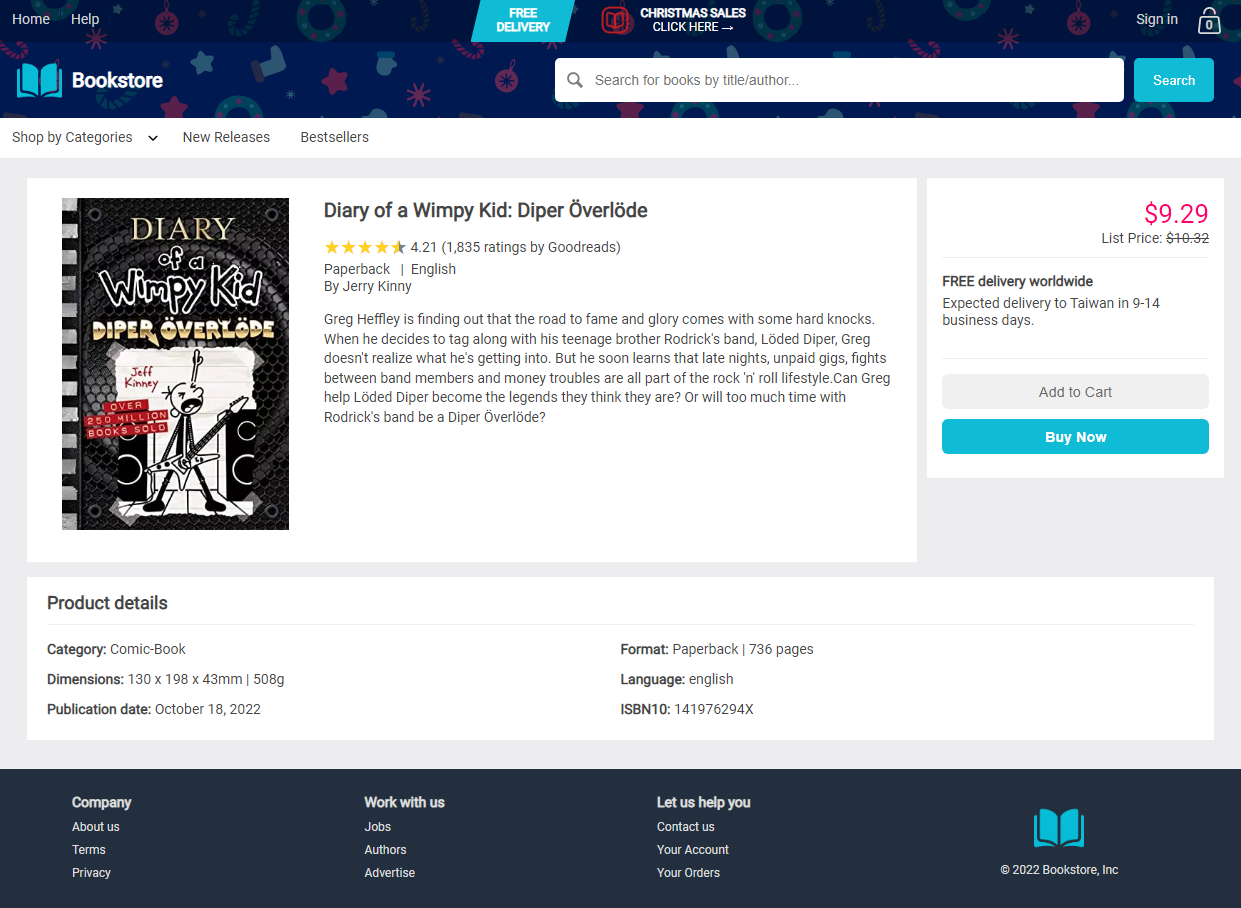 Home
Help
FREE
DELIVERY
CHRISTMAS SALES
CLICK HERE →
Sign in
0
Bookstore
Search for books by title/author...
Search
Shop by Categories
New Releases
Bestsellers
DIARY
of a
Wimpy Kid
DIPER ÖVERLÖDE
Jeff
Kinney
OVER
250 MILLION
BOOKS SOLD
Diary of a Wimpy Kid: Diper Överlöde
4.21 (1,835 ratings by Goodreads)
Paperback | English
By Jerry Kinny
Greg Heffley is finding out that the road to fame and glory comes with some hard knocks.
When he decides to tag along with his teenage brother Rodrick's band, Löded Diper, Greg
doesn't realize what he's getting into. But he soon learns that late nights, unpaid gigs, fights
between band members and money troubles are all part of the rock 'n' roll lifestyle.Can Greg
help Löded Diper become the legends they think they are? Or will too much time with
Rodrick's band be a Diper Överlöde?
$9.29
List Price: $10.32
FREE delivery worldwide
Expected delivery to Taiwan in 9-14
business days.
Add to Cart
Buy Now
Product details
Category: Comic-Book
Format: Paperback | 736 pages
Dimensions: 130 x 198 x 43mm | 508g
Language: english
Publication date: October 18, 2022
ISBN10: 141976294X
Company
About us
Terms
Privacy
Work with us
Jobs
Authors
Advertise
Let us help you
Contact us
Your Account
Your Orders
© 2022 Bookstore, Inc